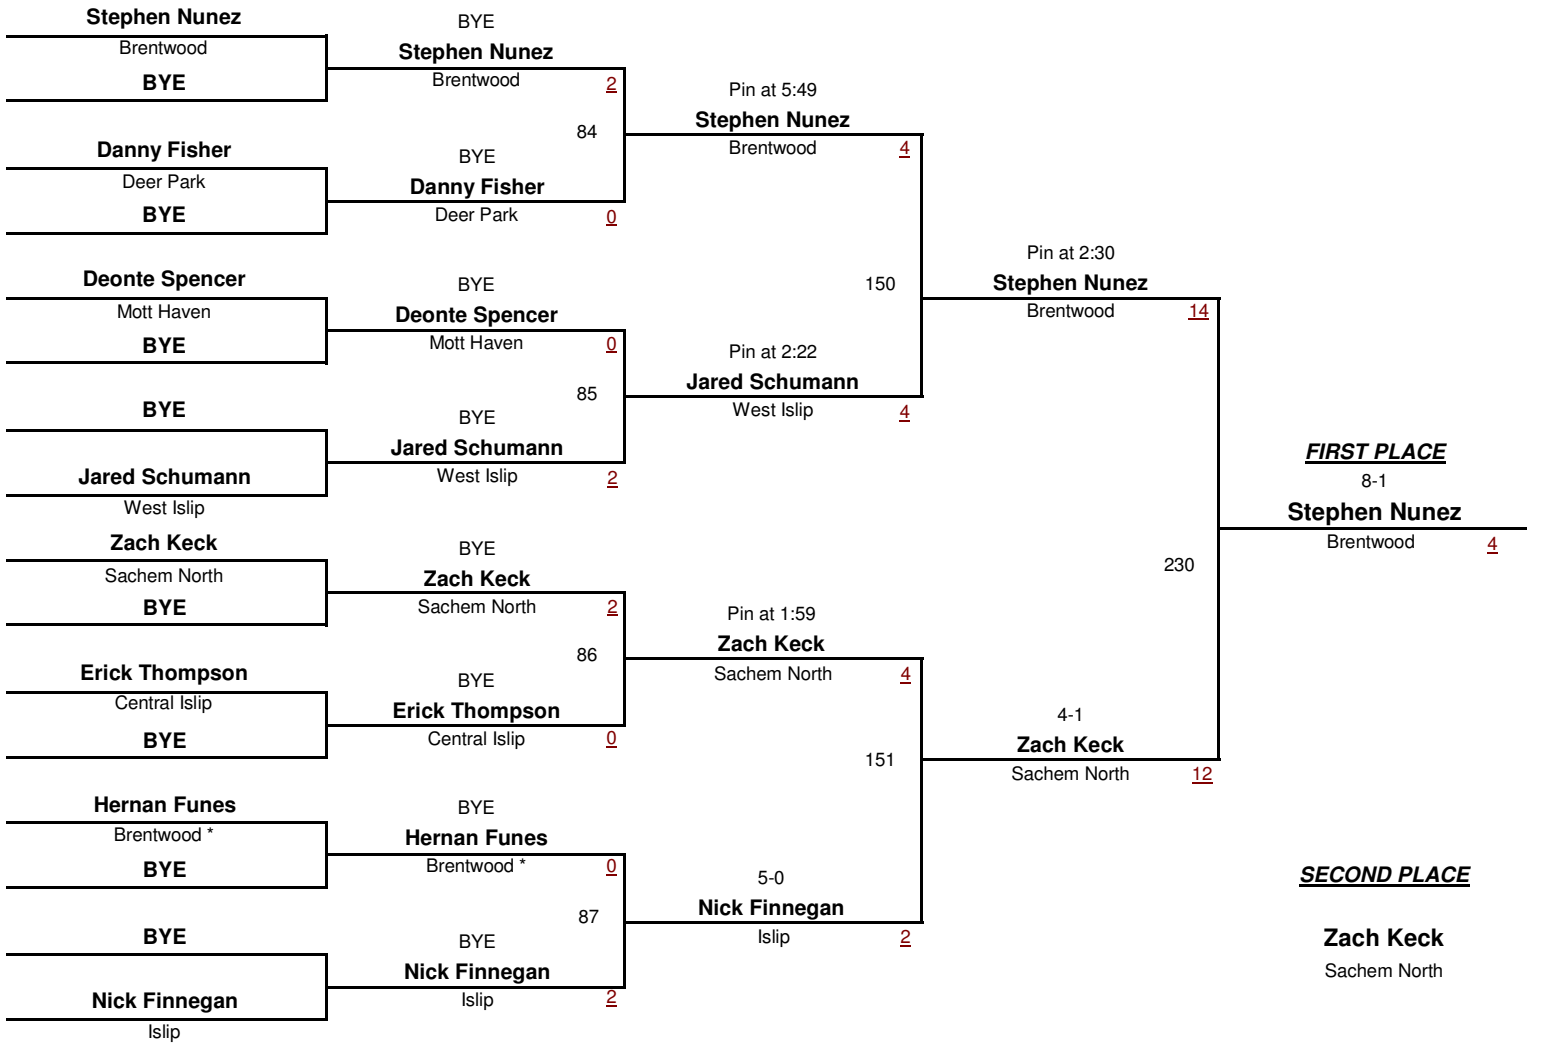 Stephen Nunez
Brentwood
BYE
Danny Fisher
Deer Park
BYE
Deonte Spencer
Mott Haven
BYE
BYE
Jared Schumann
West Islip
Zach Keck
Sachem North
BYE
Erick Thompson
Central Islip
BYE
Hernan Funes
Brentwood *
BYE
BYE
Nick Finnegan
Islip
BYE
Stephen Nunez
Brentwood 2
84
BYE
Danny Fisher
Deer Park 0
BYE
Deonte Spencer
Mott Haven 0
85
BYE
Jared Schumann
West Islip 2
BYE
Zach Keck
Sachem North 2
86
BYE
Erick Thompson
Central Islip 0
BYE
Hernan Funes
Brentwood * 0
87
BYE
Nick Finnegan
Islip 2
Pin at 5:49
Stephen Nunez
Brentwood 4
150
Pin at 2:22
Jared Schumann
West Islip 4
Pin at 1:59
Zach Keck
Sachem North 4
151
5-0
Nick Finnegan
Islip 2
Pin at 2:30
Stephen Nunez
Brentwood 14
230
4-1
Zach Keck
Sachem North 12
FIRST PLACE
8-1
Stephen Nunez
Brentwood 4
SECOND PLACE
Zach Keck
Sachem North